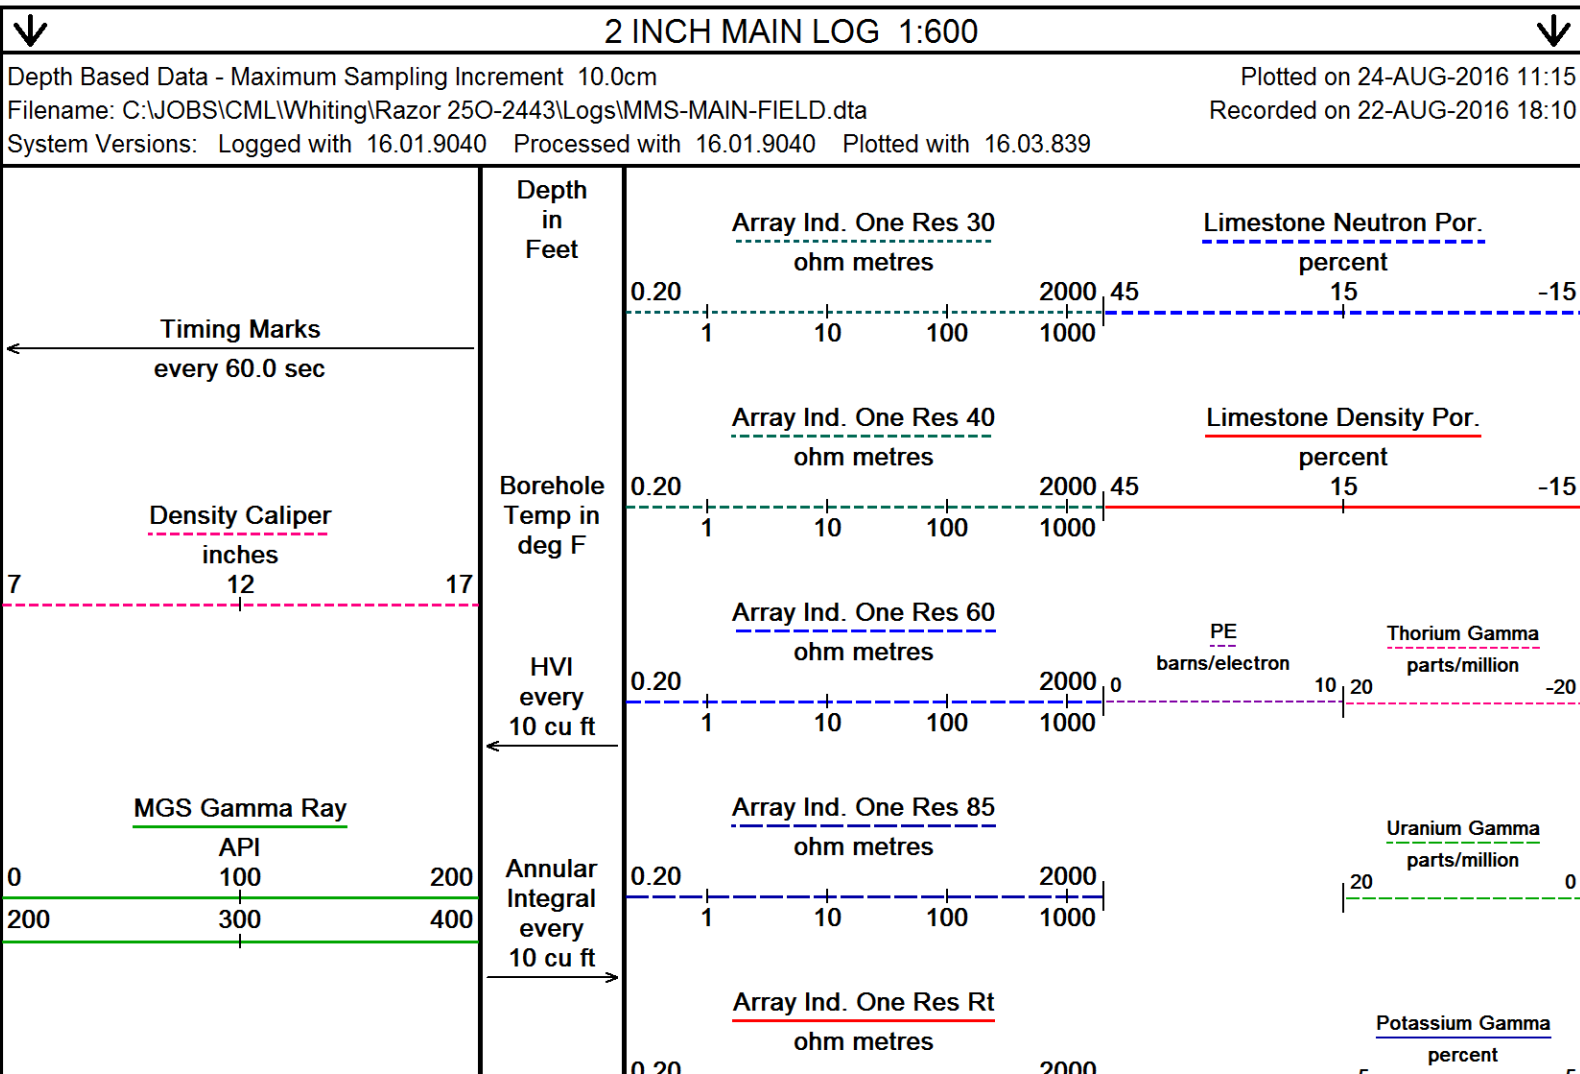 2 INCH MAIN LOG 1:600
Depth Based Data - Maximum Sampling Increment 10.0cm
Plotted on 24-AUG-2016 11:15
Filename: C:\JOBS\CML\Whiting\Razor 25O-2443\Logs\MMS-MAIN-FIELD.dta
Recorded on 22-AUG-2016 18:10
System Versions: Logged with 16.01.9040 Processed with 16.01.9040 Plotted with 16.03.839
Timing Marks
every 60.0 sec
Density Caliper
inches
7 12 17
MGS Gamma Ray
API
0 100 200
200 300 400
Depth
in
Feet
Borehole
Temp in
deg F
HVI
every
10 cu ft
Annular
Integral
every
10 cu ft
Array Ind. One Res 30
ohm metres
0.20 2000
1 10 100 1000
Array Ind. One Res 40
ohm metres
0.20 2000
1 10 100 1000
Array Ind. One Res 60
ohm metres
0.20 2000
1 10 100 1000
Array Ind. One Res 85
ohm metres
0.20 2000
1 10 100 1000
Array Ind. One Res Rt
ohm metres
0.20 2000
Limestone Neutron Por.
percent
45 15 -15
Limestone Density Por.
percent
45 15 -15
PE
barns/electron
0 10
Thorium Gamma
parts/million
20 -20
Uranium Gamma
parts/million
20 0
Potassium Gamma
percent